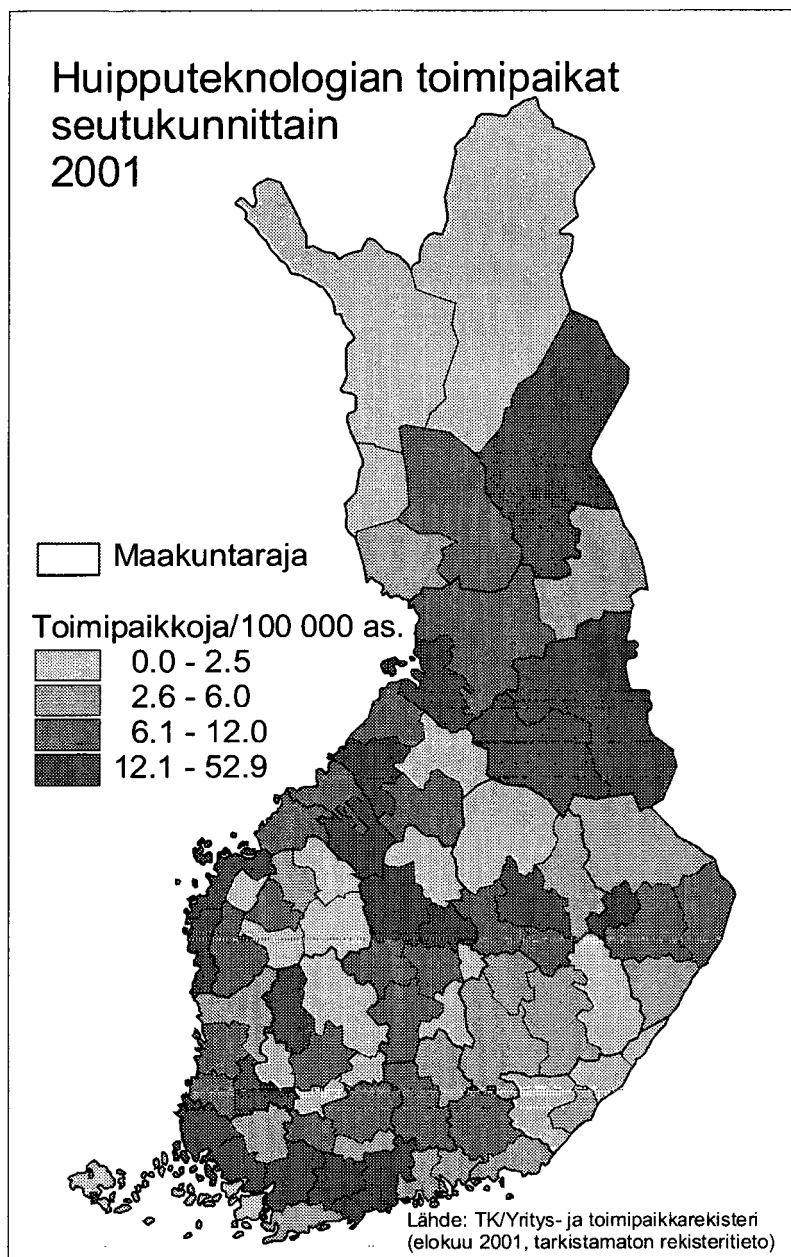 Huipputeknologian toimipaikat
seutukunnittain
2001
Maakuntaraja
Toimipaikkoja/100 000 as.
0.0 - 2.5
2.6 - 6.0
6.1 - 12.0
12.1 - 52.9
Lähde: TK/Yritys- ja toimipaikkarekisteri
(elokuu 2001, tarkistamaton rekisteritieto)